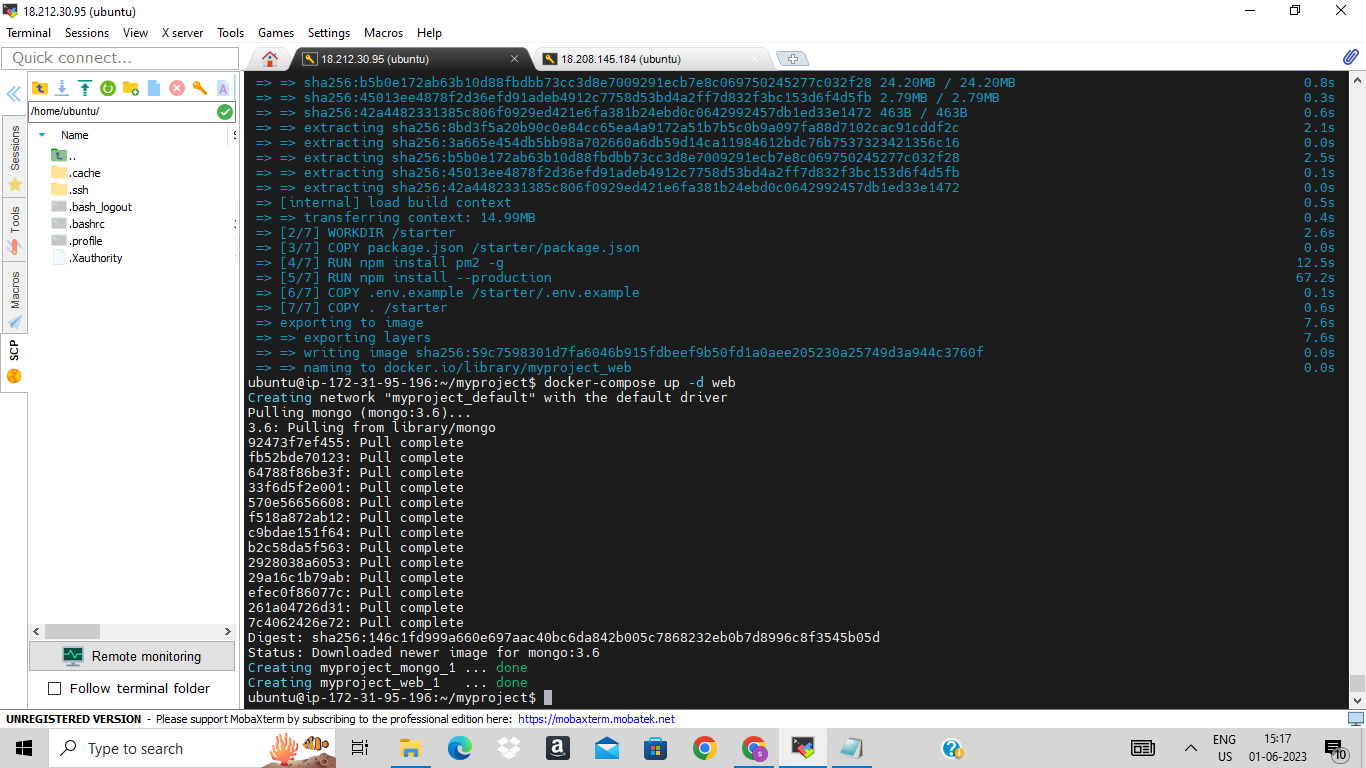 18.212.30.95 (ubuntu)
Terminal Sessions View X server Tools Games Settings Macros Help
Quick connect...
18.212.30.95 (ubuntu)
18.208.145.184 (ubuntu)
/home/ubuntu/
Name
..
.cache
.ssh
.bash_logout
.bashrc
.profile
.Xauthority
Sessions
Tools
Macros
SCP
Remote monitoring
Follow terminal folder
=> => sha256:b5b0e172ab63b10d88fbdbb73cc3d8e7009291ecb7e8c069750245277c032f28 24.20MB / 24.20MB 0.8s
=> => sha256:45013ee4878f2d36efd91adeb4912c7758d53bd4a2ff7d832f3bc153d6f4d5fb 2.79MB / 2.79MB 0.3s
=> => sha256:42a4482331385c806f0929ed421e6fa381b24ebd0c0642992457db1ed33e1472 463B / 463B 0.6s
=> => extracting sha256:8bd3f5a20b90c0e84cc65ea4a9172a51b7b5c0b9a097fa88d7102cac91cddf2c 2.1s
=> => extracting sha256:3a665e454db5bb98a702660a6db59d14ca11984612bdc76b7537323421356c16 0.0s
=> => extracting sha256:b5b0e172ab63b10d88fbdbb73cc3d8e7009291ecb7e8c069750245277c032f28 2.5s
=> => extracting sha256:45013ee4878f2d36efd91adeb4912c7758d53bd4a2ff7d832f3bc153d6f4d5fb 0.1s
=> => extracting sha256:42a4482331385c806f0929ed421e6fa381b24ebd0c0642992457db1ed33e1472 0.0s
=> [internal] load build context 0.5s
=> => transferring context: 14.99MB 0.4s
=> [2/7] WORKDIR /starter 2.6s
=> [3/7] COPY package.json /starter/package.json 0.0s
=> [4/7] RUN npm install pm2 -g 12.5s
=> [5/7] RUN npm install --production 67.2s
=> [6/7] COPY .env.example /starter/.env.example 0.1s
=> [7/7] COPY . /starter 0.6s
=> exporting to image 7.6s
=> => exporting layers 7.6s
=> => writing image sha256:59c7598301d7fa6046b915fdbeef9b50fd1a0aee205230a25749d3a944c3760f 0.0s
=> => naming to docker.io/library/myproject_web 0.0s
ubuntu@ip-172-31-95-196:~/myproject$ docker-compose up -d web
Creating network "myproject_default" with the default driver
Pulling mongo (mongo:3.6)...
3.6: Pulling from library/mongo
92473f7ef455: Pull complete
fb52bde70123: Pull complete
64788f86be3f: Pull complete
33f6d5f2e001: Pull complete
570e56656608: Pull complete
f518a872ab12: Pull complete
c9bdae151f64: Pull complete
b2c58da5f563: Pull complete
2928038a6053: Pull complete
29a16c1b79ab: Pull complete
efec0f86077c: Pull complete
261a04726d31: Pull complete
7c4062426e72: Pull complete
Digest: sha256:146c1fd999a660e697aac40bc6da842b005c7868232eb0b7d8996c8f3545b05d
Status: Downloaded newer image for mongo:3.6
Creating myproject_mongo_1 ... done
Creating myproject_web_1 ... done
ubuntu@ip-172-31-95-196:~/myproject$
UNREGISTERED VERSION - Please support MobaXterm by subscribing to the professional edition here: https://mobaxterm.mobatek.net
Type here to search
ENG
US
15:17
01-06-2023
10